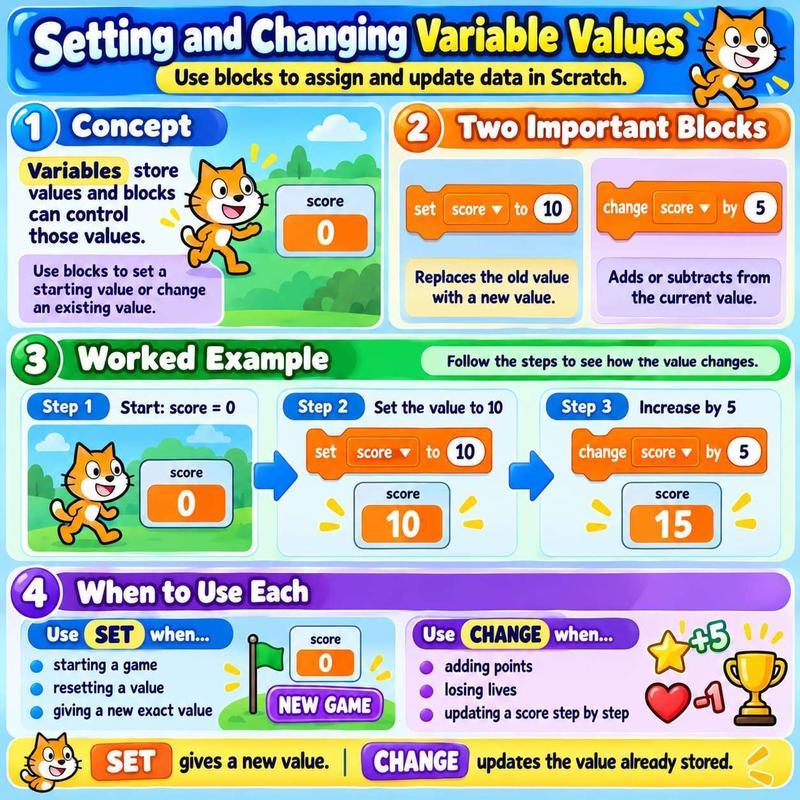 Setting and Changing Variable Values
Use blocks to assign and update data in Scratch.
1 Concept
Variables store
values and blocks
can control
those values.
Use blocks to set a
starting value or change
an existing value.
score
0
2 Two Important Blocks
set score ▼ to 10
Replaces the old value
with a new value.
change score ▼ by 5
Adds or subtracts from
the current value.
3 Worked Example
Follow the steps to see how the value changes.
Step 1 Start: score = 0
score
0
Step 2 Set the value to 10
set score ▼ to 10
score
10
Step 3 Increase by 5
change score ▼ by 5
score
15
4 When to Use Each
Use SET when...
starting a game
resetting a value
giving a new exact value
score
0
NEW GAME
Use CHANGE when...
adding points
losing lives
updating a score step by step
+5
-1
SET gives a new value. | CHANGE updates the value already stored.